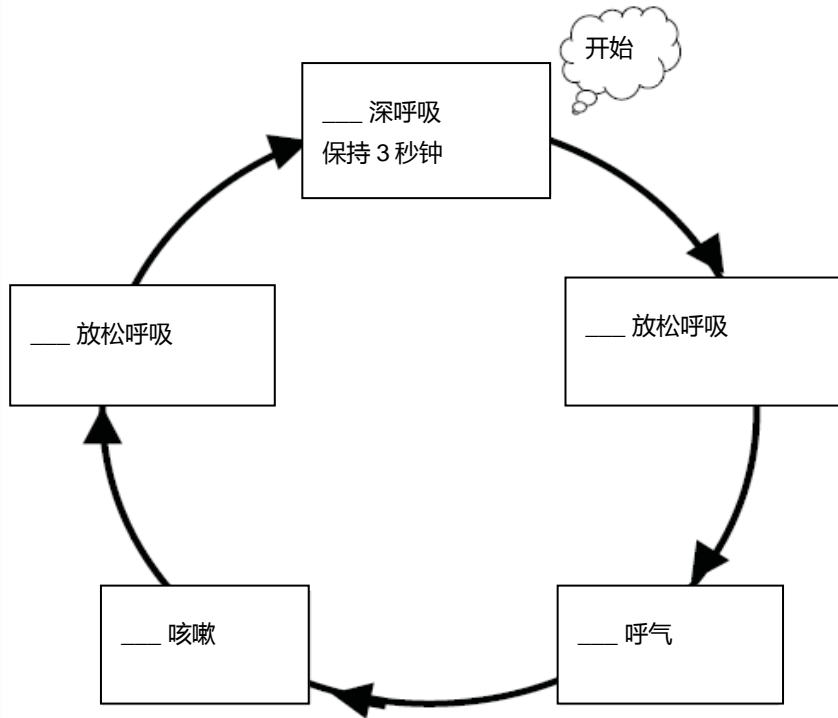 开始
___ 深呼吸
保持 3 秒钟
___ 放松呼吸
___ 呼气
___ 咳嗽
___ 放松呼吸